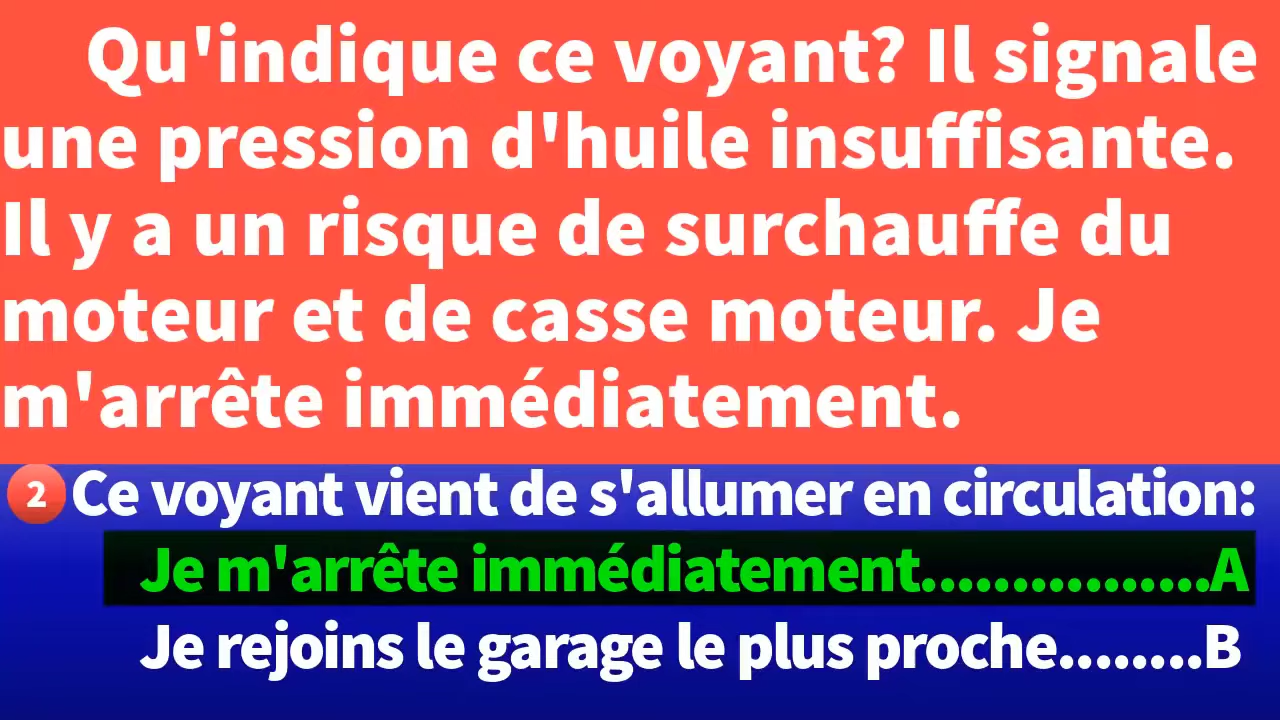 Qu'indique ce voyant? Il signale
une pression d'huile insuffisante.
Il y a un risque de surchauffe du
moteur et de casse moteur. Je
m'arrête immédiatement.
2 Ce voyant vient de s'allumer en circulation:
Je m'arrête immédiatement................A
Je rejoins le garage le plus proche........B